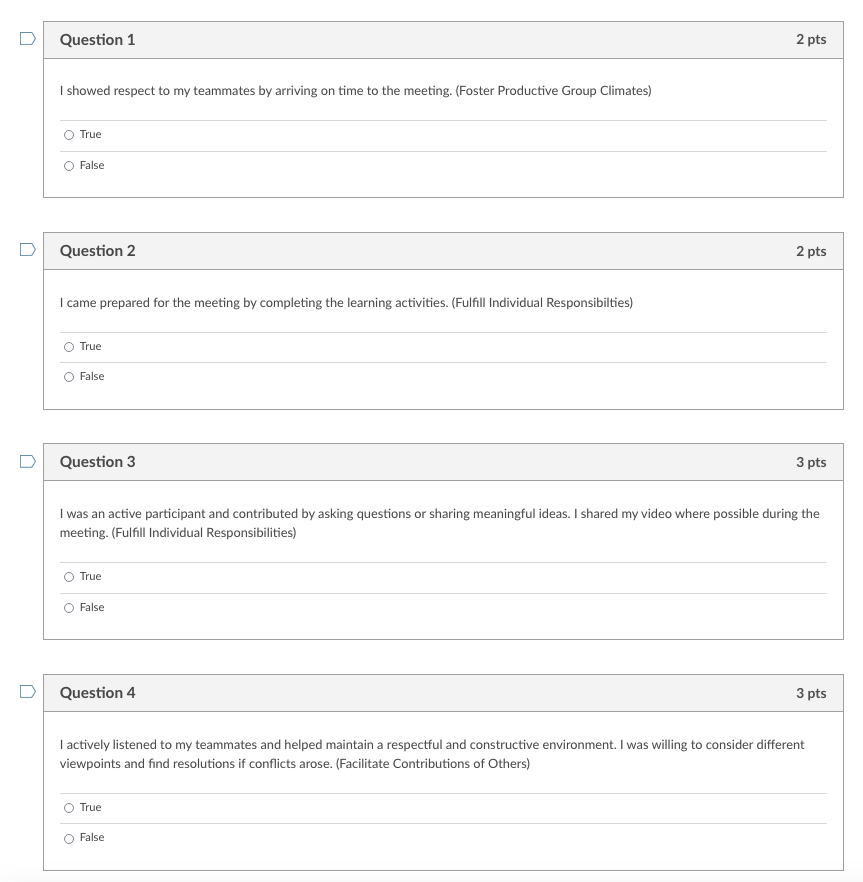 Question 1
2 pts
I showed respect to my teammates by arriving on time to the meeting. (Foster Productive Group Climates)
True
False
Question 2
2 pts
I came prepared for the meeting by completing the learning activities. (Fulfill Individual Responsibilties)
True
False
Question 3
3 pts
I was an active participant and contributed by asking questions or sharing meaningful ideas. I shared my video where possible during the
meeting. (Fulfill Individual Responsibilities)
True
False
Question 4
3 pts
I actively listened to my teammates and helped maintain a respectful and constructive environment. I was willing to consider different
viewpoints and find resolutions if conflicts arose. (Facilitate Contributions of Others)
True
False